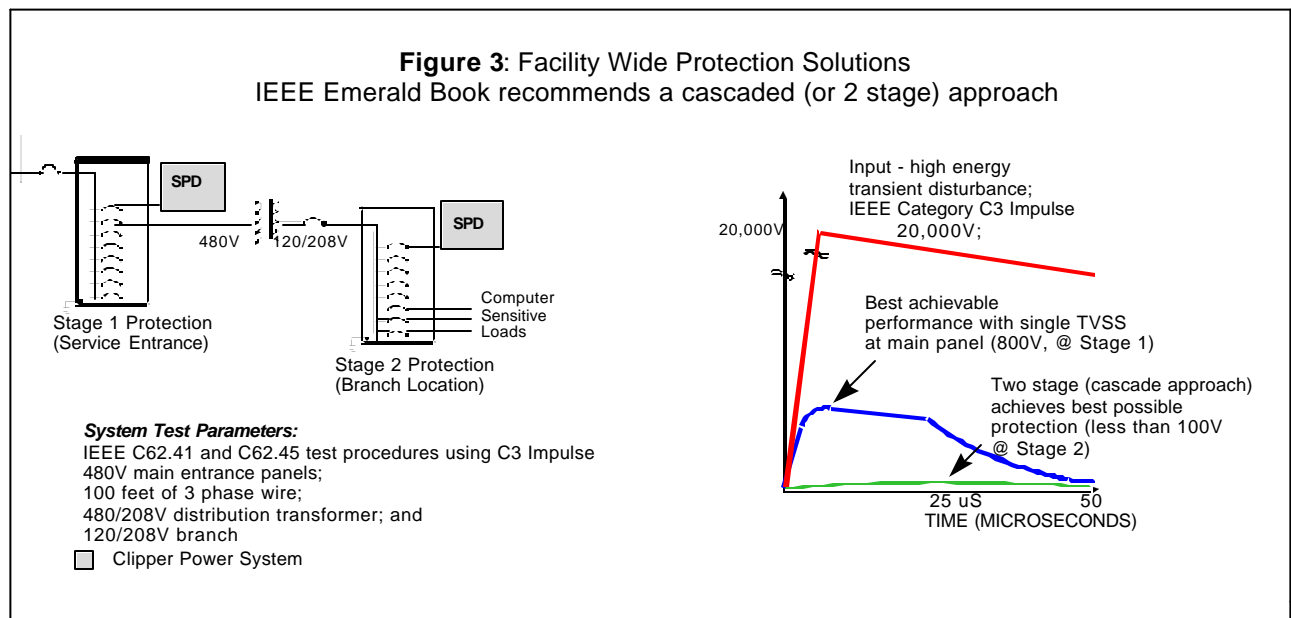 Figure 3: Facility Wide Protection Solutions
IEEE Emerald Book recommends a cascaded (or 2 stage) approach
SPD
480V
120/208V
SPD
Computer
Sensitive
Loads
Stage 1 Protection
(Service Entrance)
Stage 2 Protection
(Branch Location)
System Test Parameters:
IEEE C62.41 and C62.45 test procedures using C3 Impulse
480V main entrance panels;
100 feet of 3 phase wire;
480/208V distribution transformer; and
120/208V branch
Clipper Power System
Input - high energy
transient disturbance;
IEEE Category C3 Impulse
20,000V;
20,000V
Best achievable
performance with single TVSS
at main panel (800V, @ Stage 1)
Two stage (cascade approach)
achieves best possible
protection (less than 100V
@ Stage 2)
25 uS
50
TIME (MICROSECONDS)